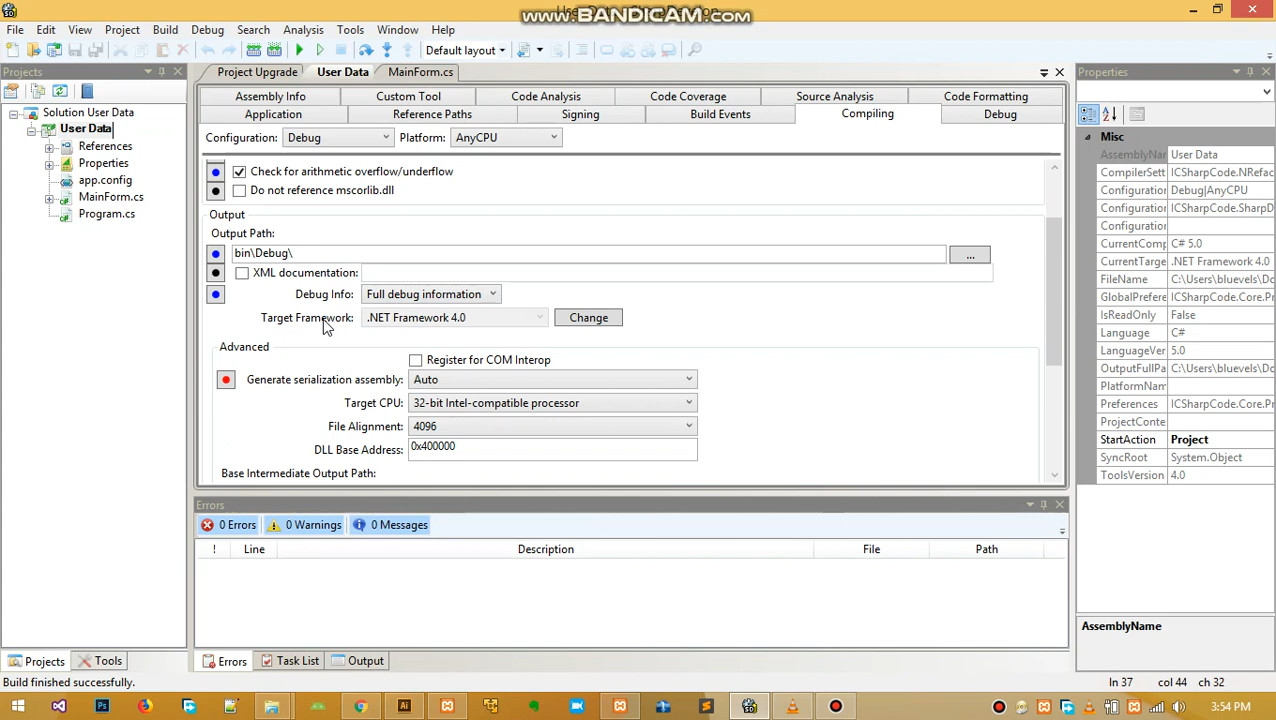 www.BANDICAM.com
File Edit View Project Build Debug Search Analysis Tools Window Help
Default layout
Projects
Solution User Data
User Data
References
Properties
app.config
MainForm.cs
Program.cs
Projects Tools
Project Upgrade User Data MainForm.cs
Assembly Info Custom Tool Code Analysis Code Coverage Source Analysis Code Formatting
Application Reference Paths Signing Build Events Compiling Debug
Configuration: Debug Platform: AnyCPU
Check for arithmetic overflow/underflow
Do not reference mscorlib.dll
Output
Output Path:
bin\Debug\
...
XML documentation:
Debug Info: Full debug information
Target Framework: .NET Framework 4.0 Change
Advanced
Register for COM Interop
Generate serialization assembly: Auto
Target CPU: 32-bit Intel-compatible processor
File Alignment: 4096
DLL Base Address: 0x400000
Base Intermediate Output Path:
Errors
0 Errors 0 Warnings 0 Messages
! Line Description File Path
Errors Task List Output
Properties
Misc
AssemblyName User Data
CompilerSett ICSharpCode.NRefac
Configuration Debug|AnyCPU
Configuration ICSharpCode.SharpD
Configuration
CurrentComp C# 5.0
CurrentTarge .NET Framework 4.0
FileName C:\Users\bluevels\Do
GlobalPrefere ICSharpCode.Core.Pr
IsReadOnly False
Language C#
LanguageVer 5.0
OutputFullPa C:\Users\bluevels\Do
PlatformNam
Preferences ICSharpCode.Core.Pr
ProjectConte
StartAction Project
SyncRoot System.Object
ToolsVersion 4.0
AssemblyName
Build finished successfully. ln 37 col 44 ch 32
3:54 PM